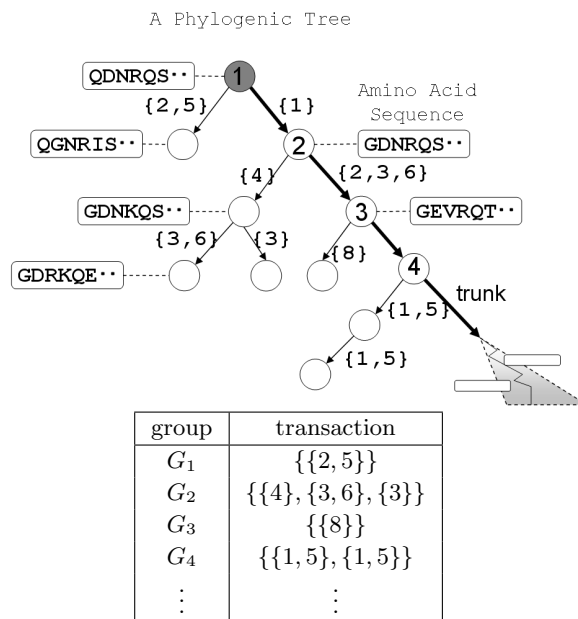 A Phylogenic Tree
QDNRQS··
1
{2,5}
{1}
Amino Acid
Sequence
QGNRIS··
2
GDNRQS··
{4}
{2,3,6}
GDNKQS··
3
GEVRQT··
{3,6}
{3}
{8}
GDRKQE··
4
{1,5}
trunk
{1,5}
group transaction
G₁ {{2, 5}}
G₂ {{4}, {3, 6}, {3}}
G₃ {{8}}
G₄ {{1, 5}, {1, 5}}
⋮ ⋮